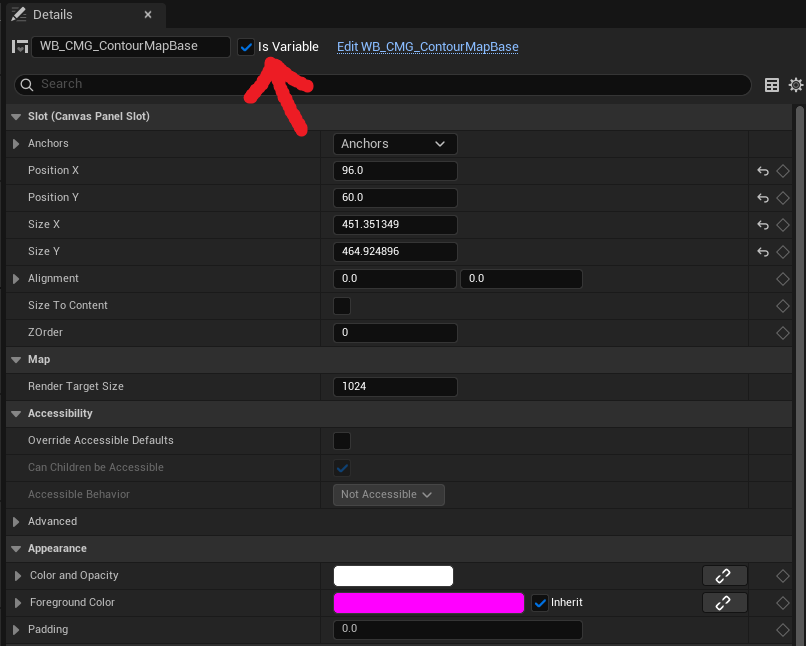 Details
WB_CMG_ContourMapBase Is Variable Edit WB_CMG_ContourMapBase
Search
Slot (Canvas Panel Slot)
Anchors Anchors
Position X 96.0
Position Y 60.0
Size X 451.351349
Size Y 464.924896
Alignment 0.0 0.0
Size To Content
ZOrder 0
Map
Render Target Size 1024
Accessibility
Override Accessible Defaults
Can Children be Accessible
Accessible Behavior Not Accessible
Advanced
Appearance
Color and Opacity
Foreground Color Inherit
Padding 0.0